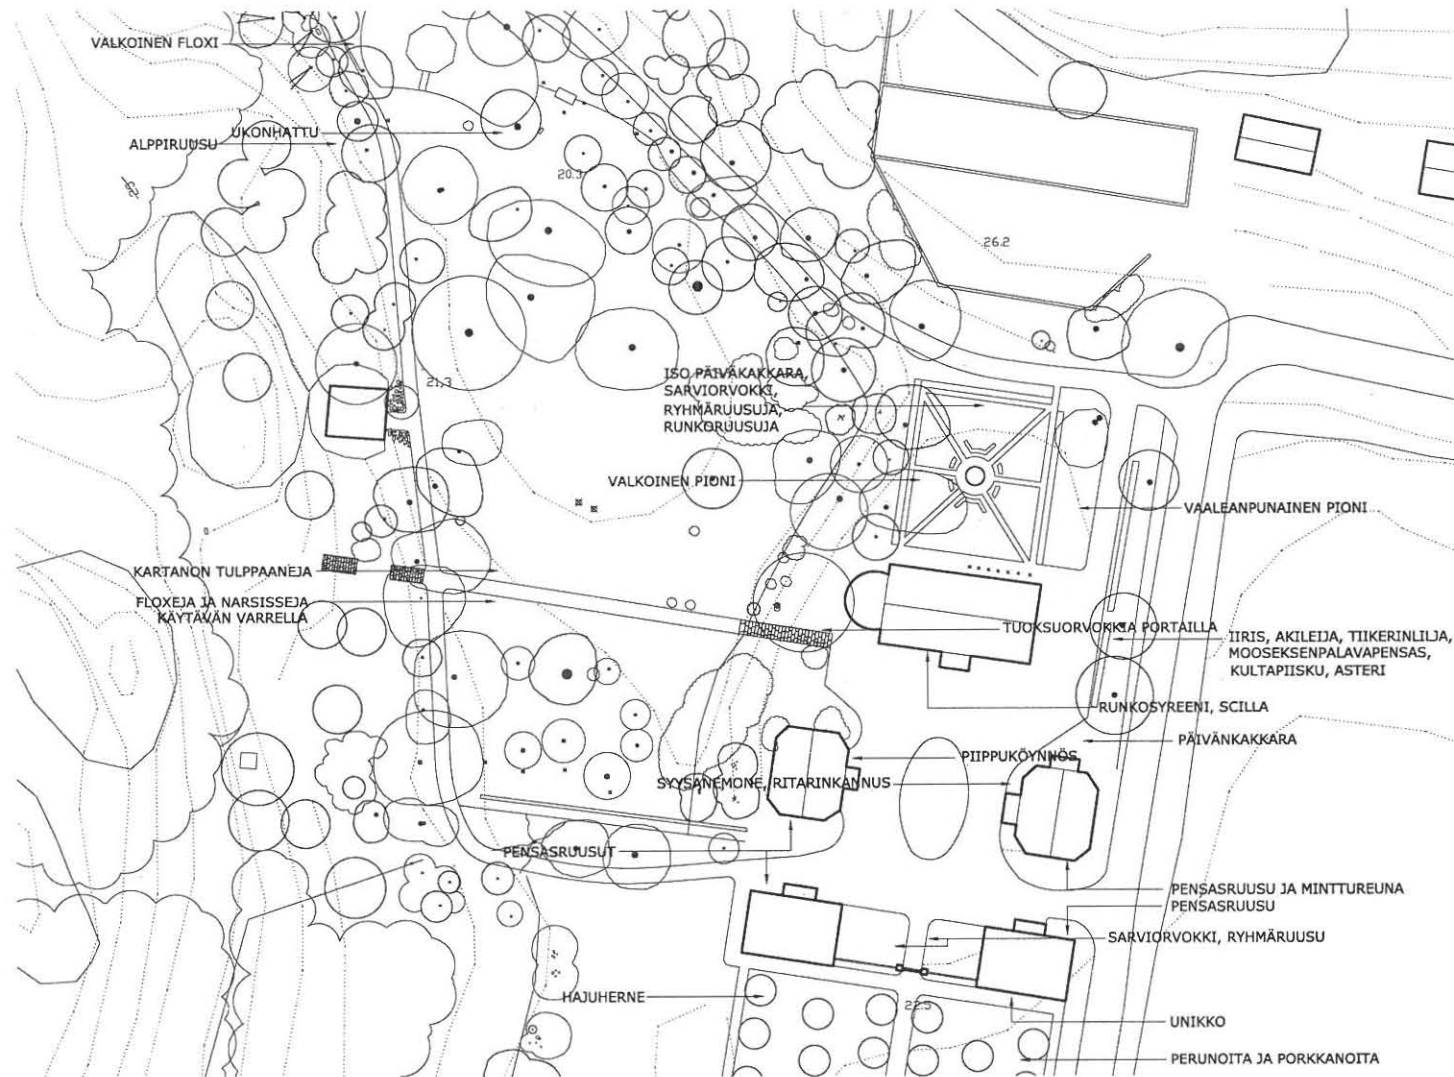 VALKOINEN FLOXI
UKONHATTU
ALPPIRUUSU
20.3
26.2
21,3
ISO PÄIVÄKAKKARA,
SARVIORVOKKI,
RYHMÄRUUSUJA,
RUNKORUUSUJA
VALKOINEN PIONI
VAALEANPUNAINEN PIONI
KARTANON TULPPAANEJA
FLOXEJA JA NARSISSEJA
KÄYTÄVÄN VARRELLA
TUOKSUORVOKKIA PORTAILLA
IIRIS, AKILEIJA, TIIKERINLILJA,
MOOSEKSENPALAVAPENSAS,
KULTAPIISKU, ASTERI
RUNKOSYREENI, SCILLA
PÄIVÄNKAKKARA
PIIPPUKÖYNNÖS
SYYSANEMONE, RITARINKANNUS
PENSASRUUSUT
PENSASRUUSU JA MINTTUREUNA
PENSASRUUSU
SARVIORVOKKI, RYHMÄRUUSU
HAJUHERNE
22.5
UNIKKO
PERUNOITA JA PORKKANOITA